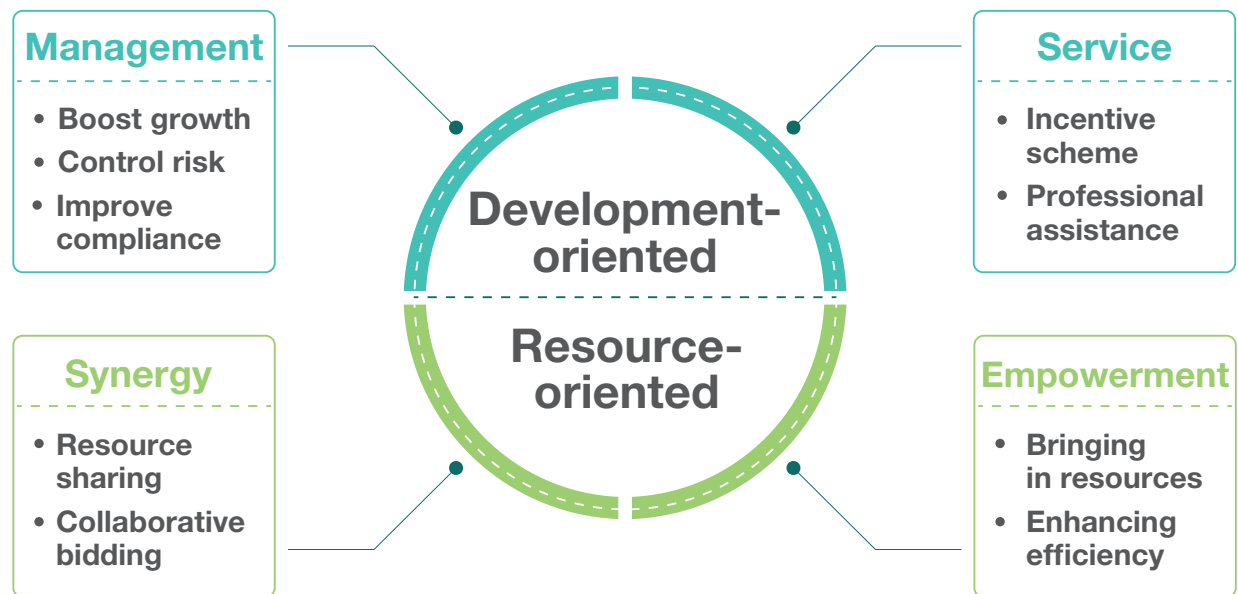 Management
• Boost growth
• Control risk
• Improve
compliance
Service
• Incentive
scheme
• Professional
assistance
Development-
oriented
Resource-
oriented
Synergy
• Resource
sharing
• Collaborative
bidding
Empowerment
• Bringing
in resources
• Enhancing
efficiency